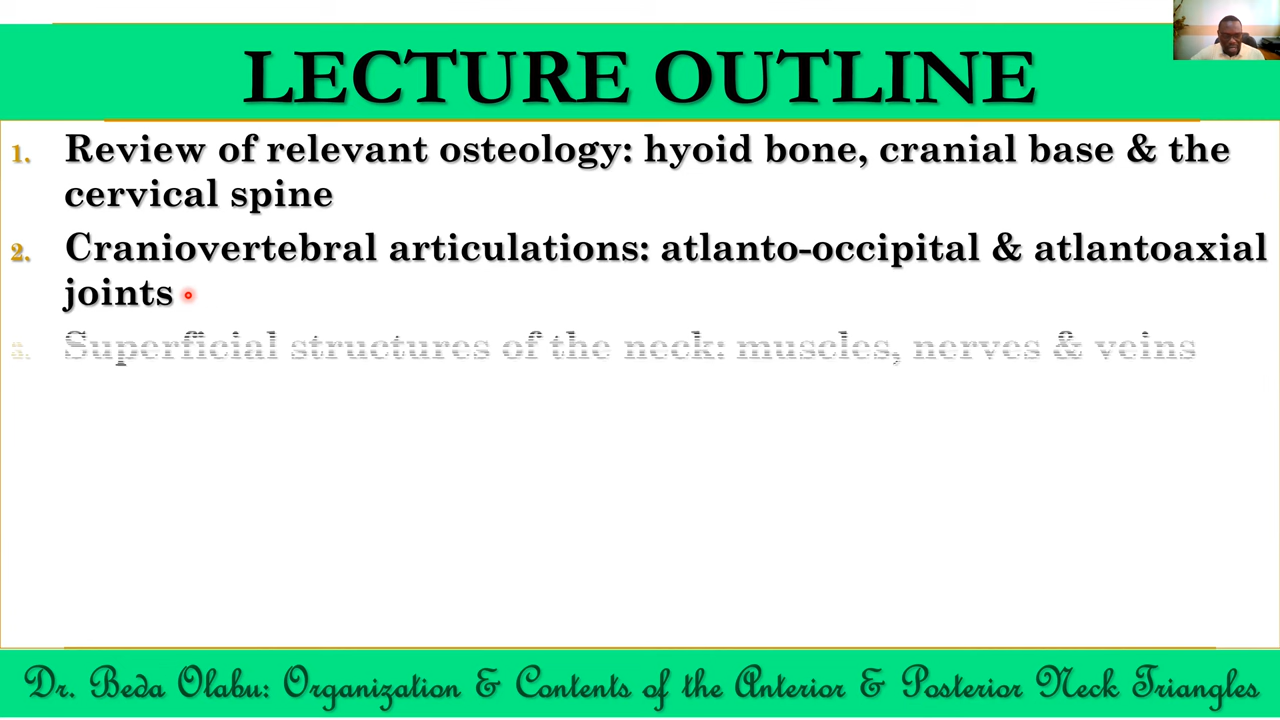 LECTURE OUTLINE
1. Review of relevant osteology: hyoid bone, cranial base & the
cervical spine
2. Craniovertebral articulations: atlanto-occipital & atlantoaxial
joints
3. Superficial structures of the neck: muscles, nerves & veins
Dr. Beda Olabu: Organization & Contents of the Anterior & Posterior Neck Triangles